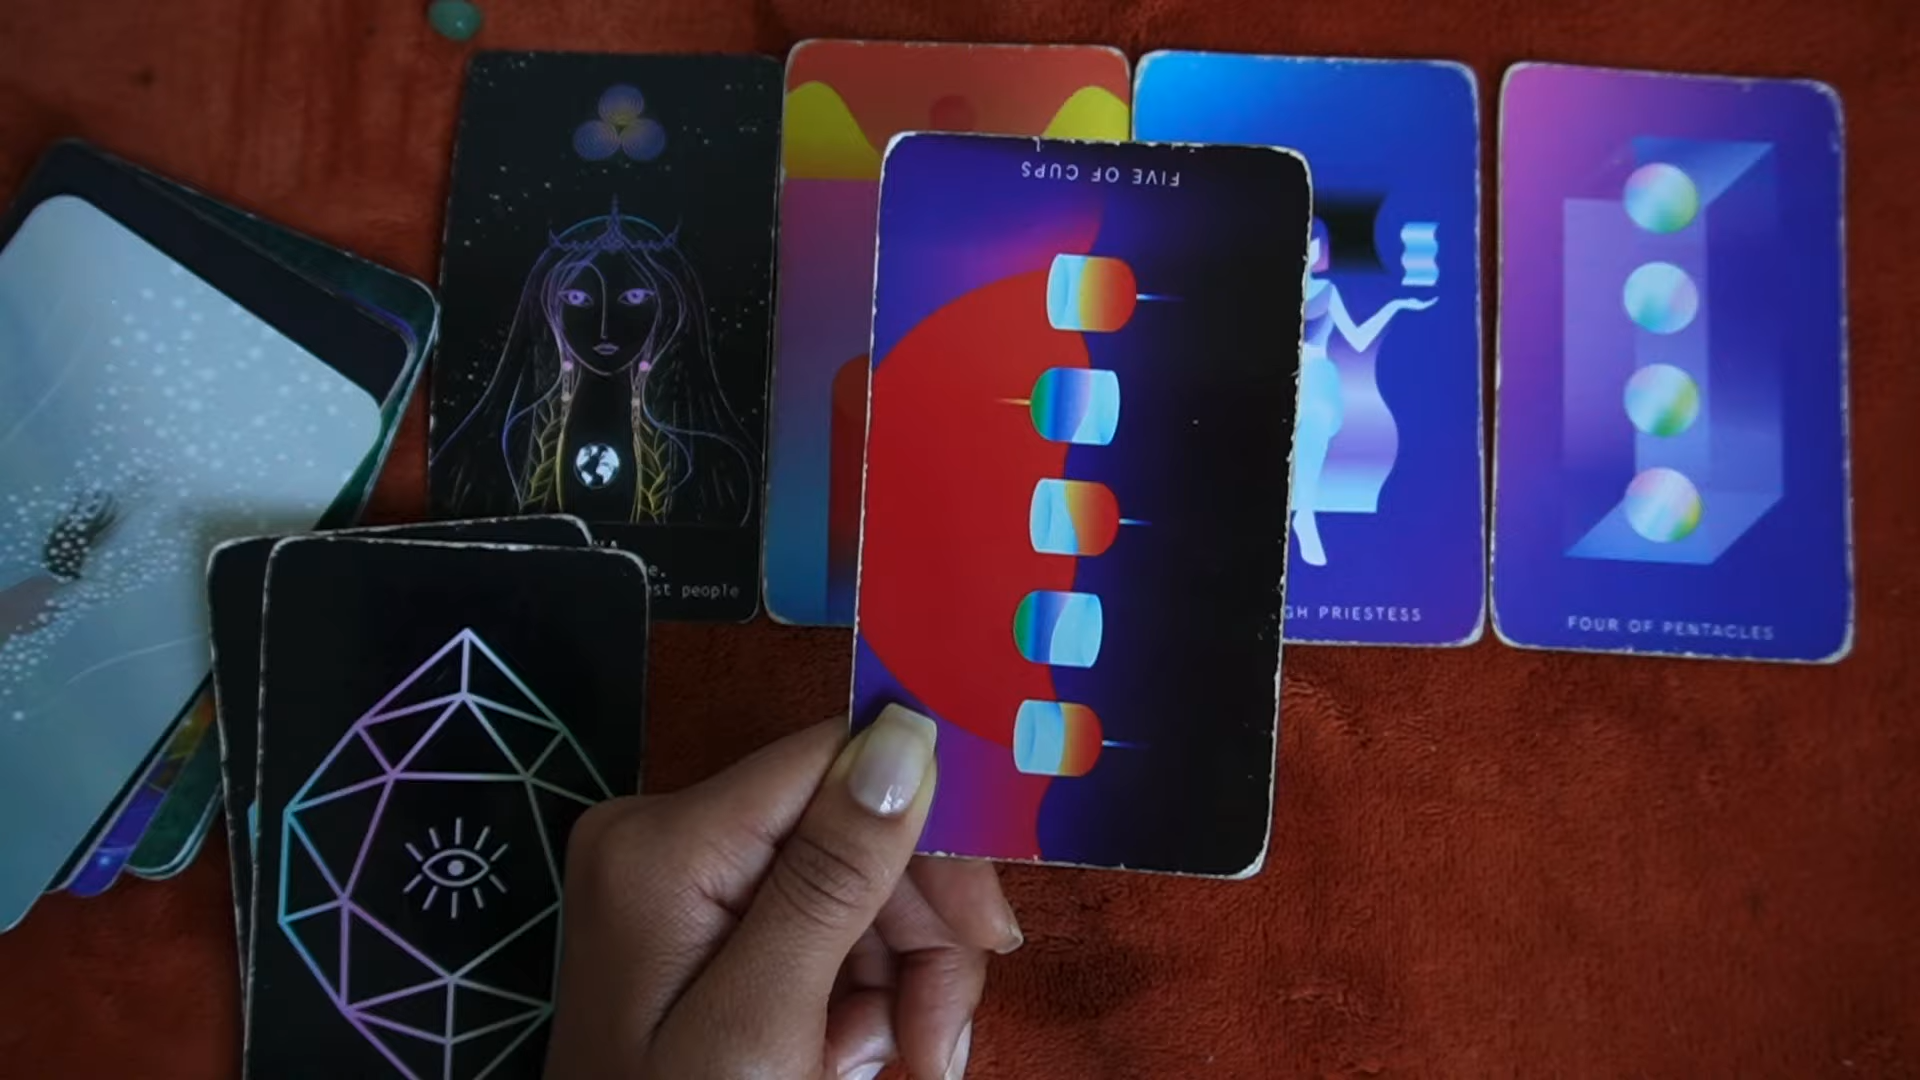 FIVE OF CUPS
e.
st people
GH PRIESTESS
FOUR OF PENTACLES